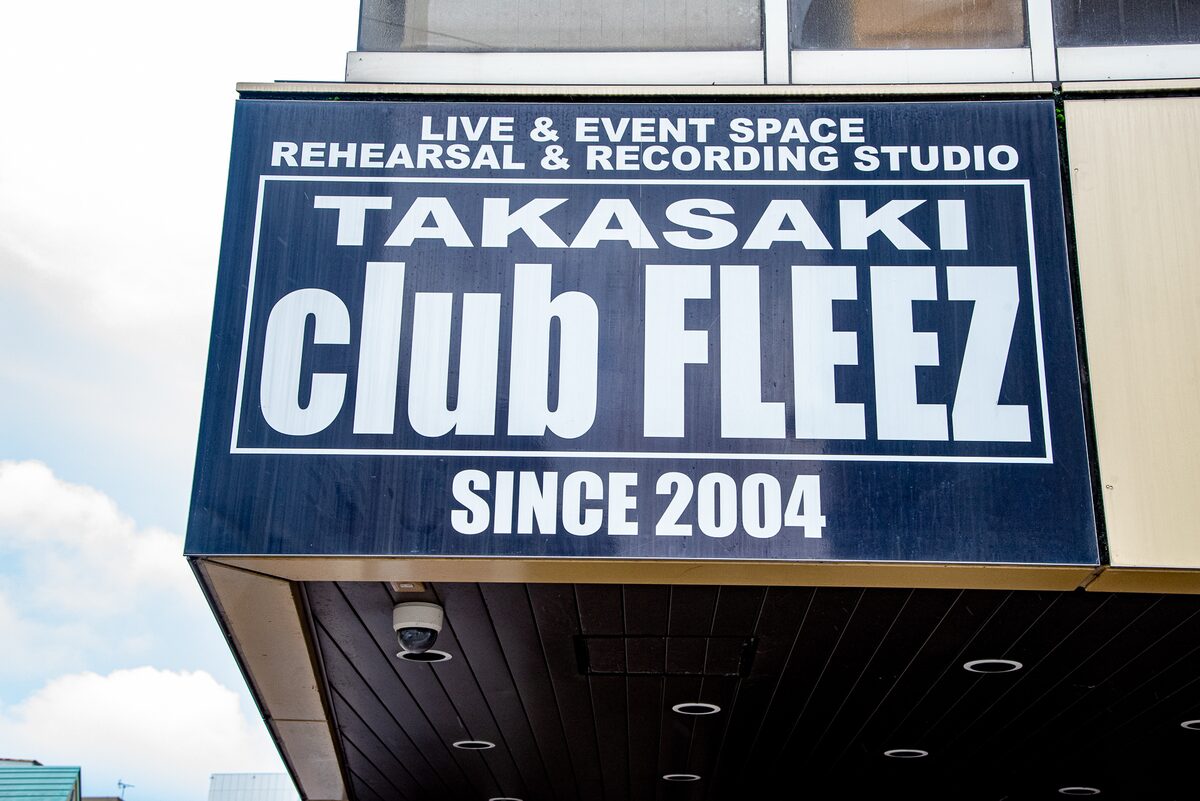 LIVE & EVENT SPACE
REHEARSAL & RECORDING STUDIO
TAKASAKI
club FLEEZ
SINCE 2004